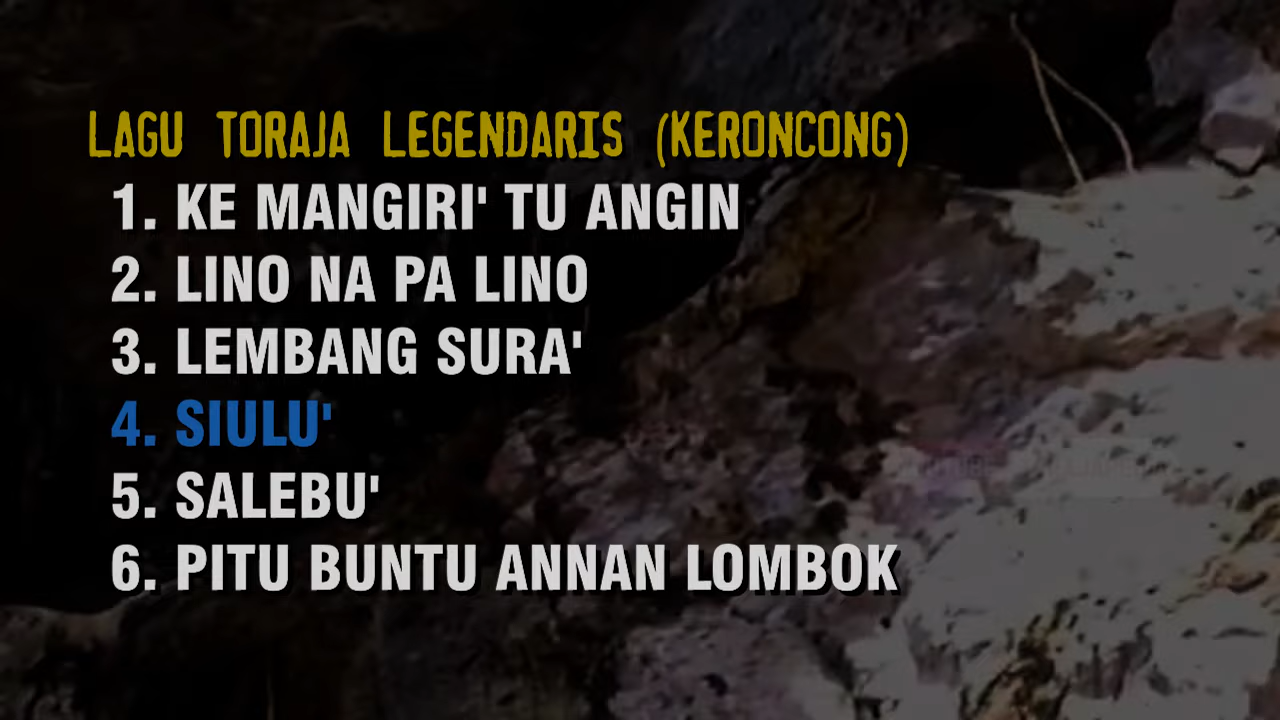 LAGU TORAJA LEGENDARIS (KERONCONG)
1. KE MANGIRI' TU ANGIN
2. LINO NA PA LINO
3. LEMBANG SURA'
4. SIULU'
5. SALEBU'
6. PITU BUNTU ANNAN LOMBOK